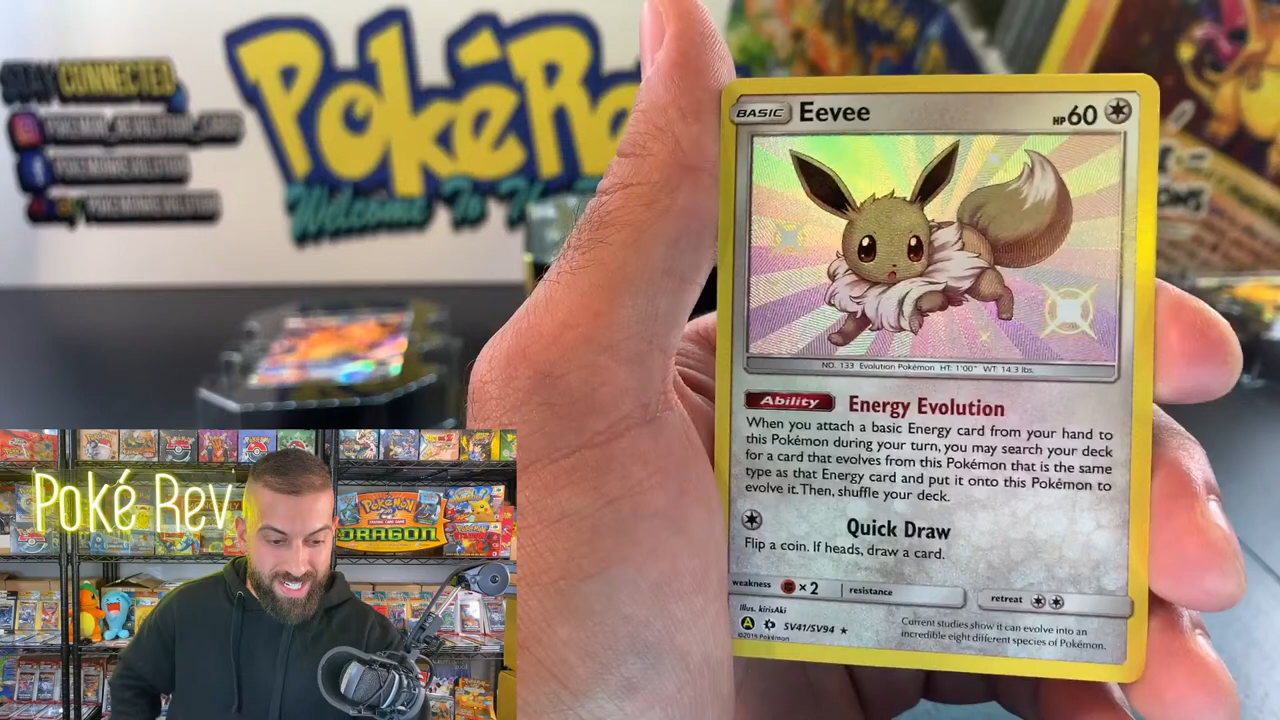 STAY CONNECTED
PokéRe
Welcome To The
BASIC Eevee HP 60
NO. 133 Evolution Pokémon HT: 1'00" WT: 14.3 lbs.
Ability Energy Evolution
When you attach a basic Energy card from your hand to
this Pokémon during your turn, you may search your deck
for a card that evolves from this Pokémon that is the same
type as that Energy card and put it onto this Pokémon to
evolve it. Then, shuffle your deck.
Quick Draw
Flip a coin. If heads, draw a card.
weakness ×2 resistance retreat
Illus. kirisAki
A SV41/SV94 ★
©2019 Pokémon
Current studies show it can evolve into an
incredible eight different species of Pokémon.
Poké Rev
Pokémon
DRAGON